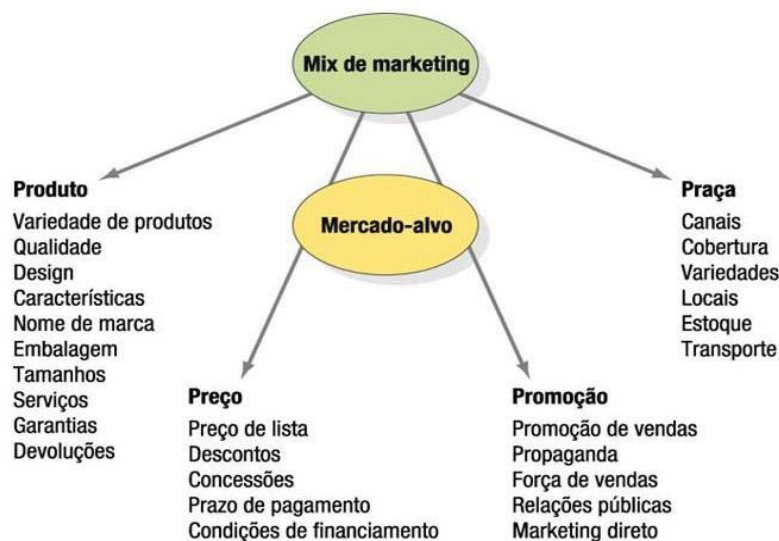 Mix de marketing
Mercado-alvo
Produto
Variedade de produtos
Qualidade
Design
Características
Nome de marca
Embalagem
Tamanhos
Serviços
Garantias
Devoluções
Preço
Preço de lista
Descontos
Concessões
Prazo de pagamento
Condições de financiamento
Promoção
Promoção de vendas
Propaganda
Força de vendas
Relações públicas
Marketing direto
Praça
Canais
Cobertura
Variedades
Locais
Estoque
Transporte